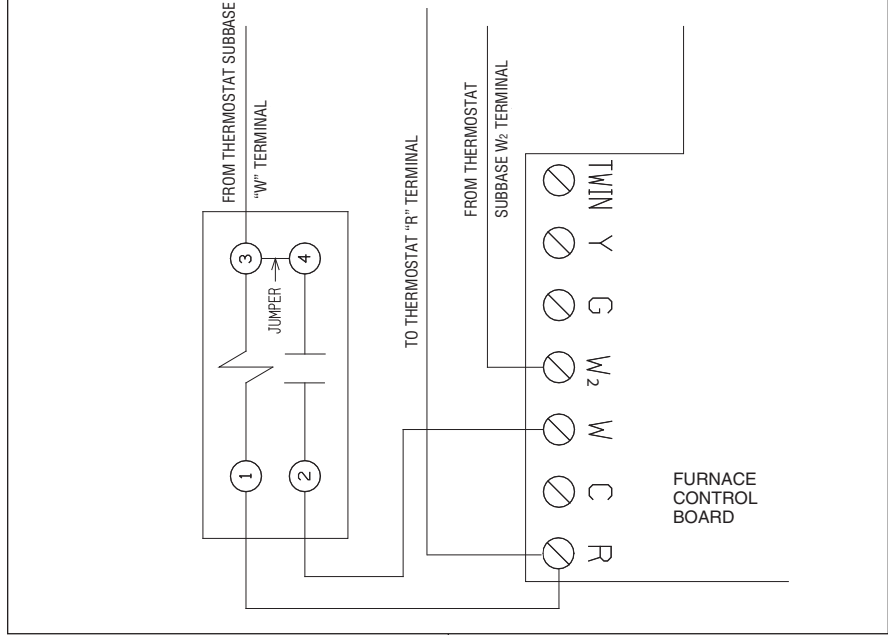 FROM THERMOSTAT SUBBASE
“W” TERMINAL
TO THERMOSTAT “R” TERMINAL
FROM THERMOSTAT
SUBBASE W2 TERMINAL
3
4
JUMPER
1
2
TWIN
Y
G
W2
W
C
R
FURNACE
CONTROL
BOARD